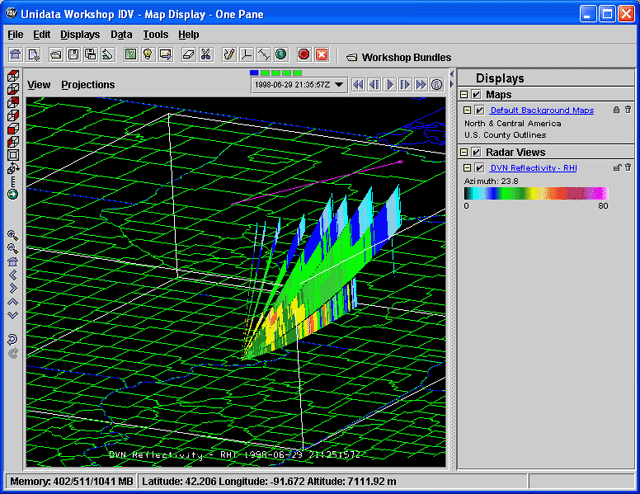 Unidata Workshop IDV - Map Display - One Pane
File Edit Displays Data Tools Help
Workshop Bundles
View Projections
1998-06-29 21:35:57Z
Displays
Maps
Default Background Maps
North & Central America
U.S. County Outlines
Radar Views
DVN Reflectivity - RHI
Azimuth: 23.8
0 80
DVN Reflectivity - RHI 1998-06-29 21:35:57Z
Memory: 402/511/1041 MB Latitude: 42.206 Longitude: -91.672 Altitude: 7111.92 m